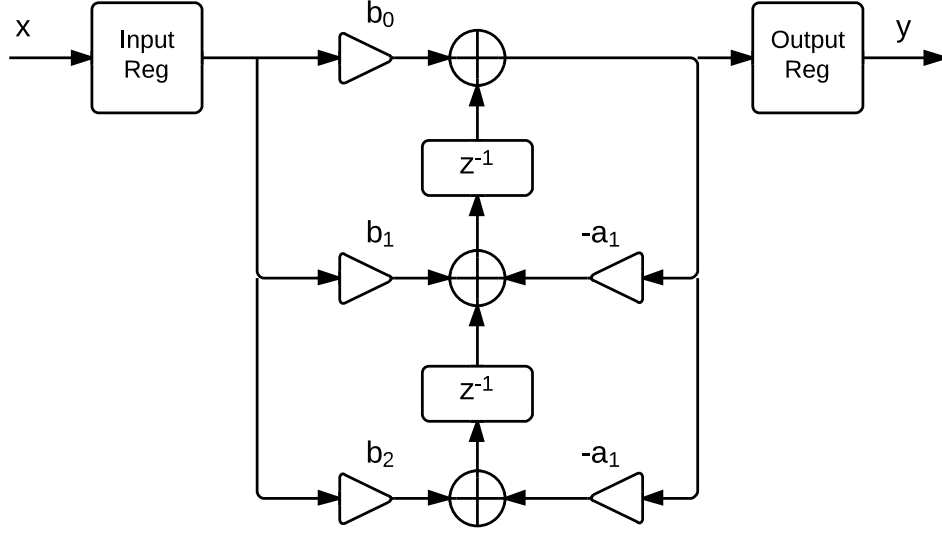 x
Input
Reg
b₀
Output
Reg
y
z⁻¹
b₁
-a₁
z⁻¹
b₂
-a₁